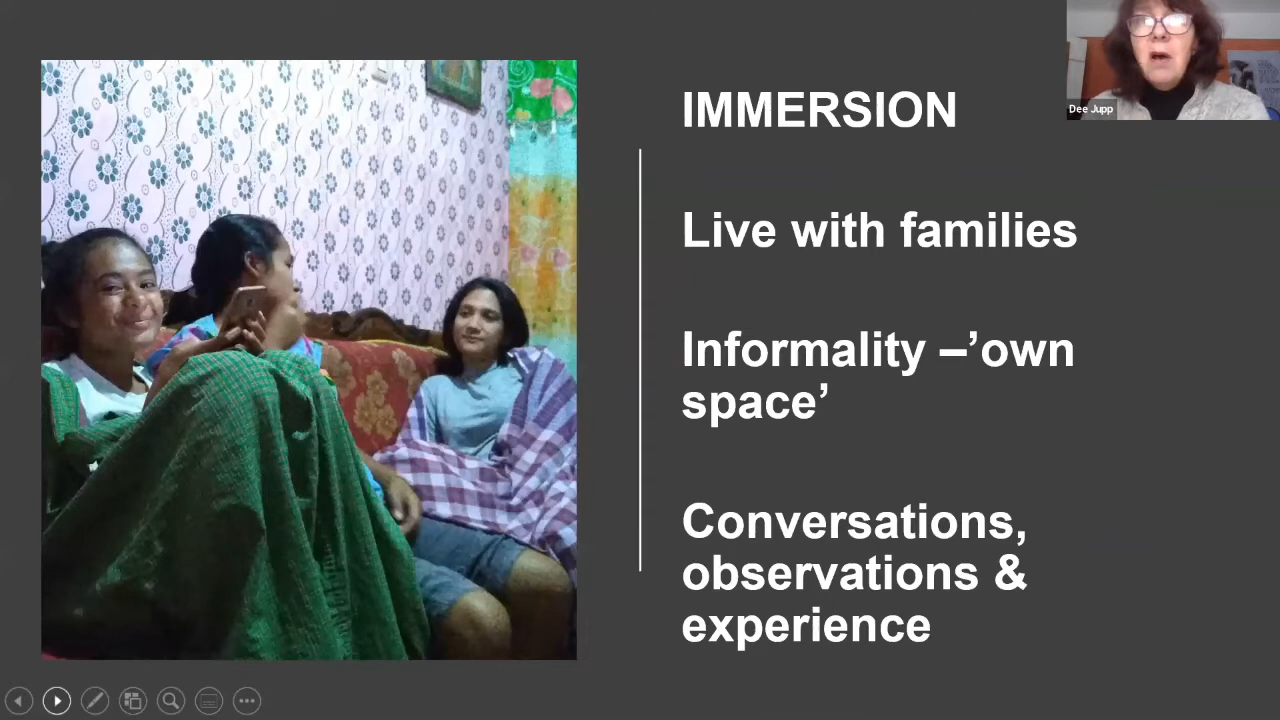 IMMERSION
Dee Jupp
Live with families
Informality –’own
space’
Conversations,
observations &
experience